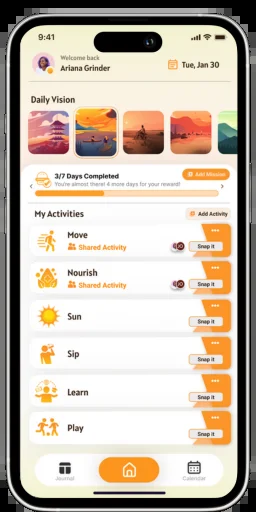 9:41
Welcome back
Ariana Grinder
Tue, Jan 30
Daily Vision
3/7 Days Completed
Add Mission
You're almost there! 4 more days for your reward!
My Activities
Add Activity
Move
Shared Activity
Snap it
Nourish
Shared Activity
Snap it
Sun
Snap it
Sip
Snap it
Learn
Snap it
Play
Snap it
Journal
Calendar